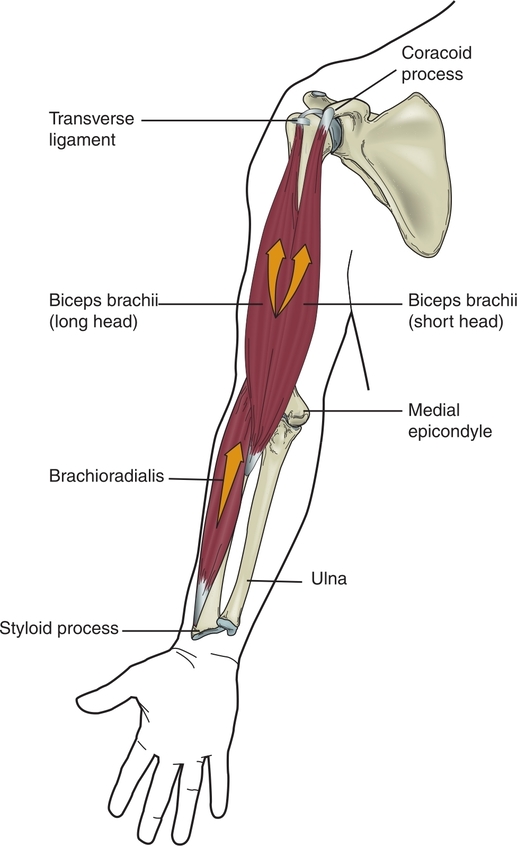 Coracoid
process
Transverse
ligament
Biceps brachii
(long head)
Biceps brachii
(short head)
Medial
epicondyle
Brachioradialis
Ulna
Styloid process